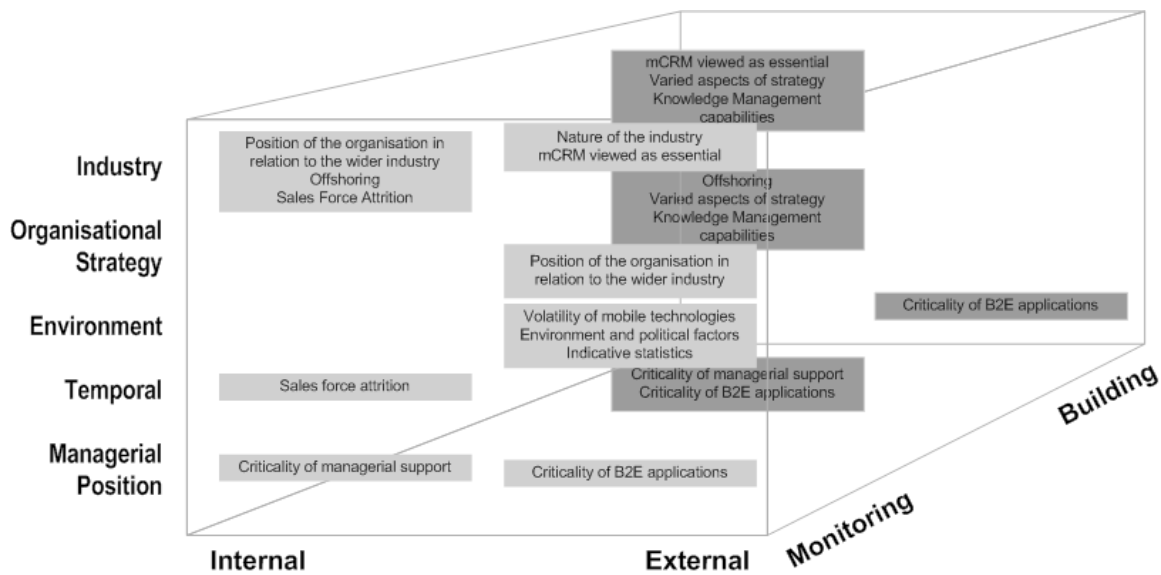 mCRM viewed as essential
Varied aspects of strategy
Knowledge Management
capabilities
Industry
Position of the organisation in
relation to the wider industry
Offshoring
Sales Force Attrition
Nature of the industry
mCRM viewed as essential
Organisational
Strategy
Offshoring
Varied aspects of strategy
Knowledge Management
capabilities
Position of the organisation in
relation to the wider industry
Environment
Volatility of mobile technologies
Environment and political factors
Indicative statistics
Criticality of B2E applications
Temporal
Sales force attrition
Criticality of managerial support
Criticality of B2E applications
Managerial
Position
Criticality of managerial support
Criticality of B2E applications
Internal
External
Monitoring
Building